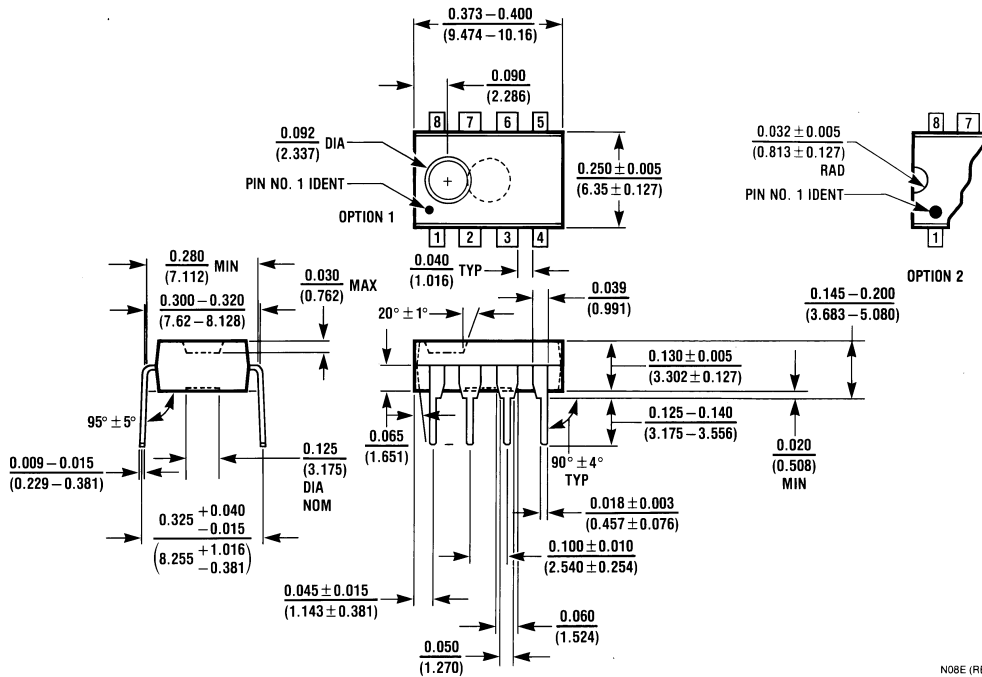 0.373 – 0.400
(9.474 – 10.16)
0.090
(2.286)
8 7 6 5
0.092
(2.337) DIA
PIN NO. 1 IDENT
OPTION 1
0.250 ± 0.005
(6.35 ± 0.127)
1 2 3 4
0.032 ± 0.005
(0.813 ± 0.127)
RAD
PIN NO. 1 IDENT
8 7
1
OPTION 2
0.280
(7.112) MIN
0.300 – 0.320
(7.62 – 8.128)
0.030
(0.762) MAX
95° ± 5°
0.009 – 0.015
(0.229 – 0.381)
0.125
(3.175)
DIA
NOM
0.325 +0.040
–0.015
(8.255 +1.016
–0.381)
0.040
(1.016) TYP
20° ± 1°
0.039
(0.991)
0.145 – 0.200
(3.683 – 5.080)
0.130 ± 0.005
(3.302 ± 0.127)
0.125 – 0.140
(3.175 – 3.556)
0.020
(0.508)
MIN
0.065
(1.651)
90° ± 4°
TYP
0.018 ± 0.003
(0.457 ± 0.076)
0.100 ± 0.010
(2.540 ± 0.254)
0.045 ± 0.015
(1.143 ± 0.381)
0.060
(1.524)
0.050
(1.270)
N08E